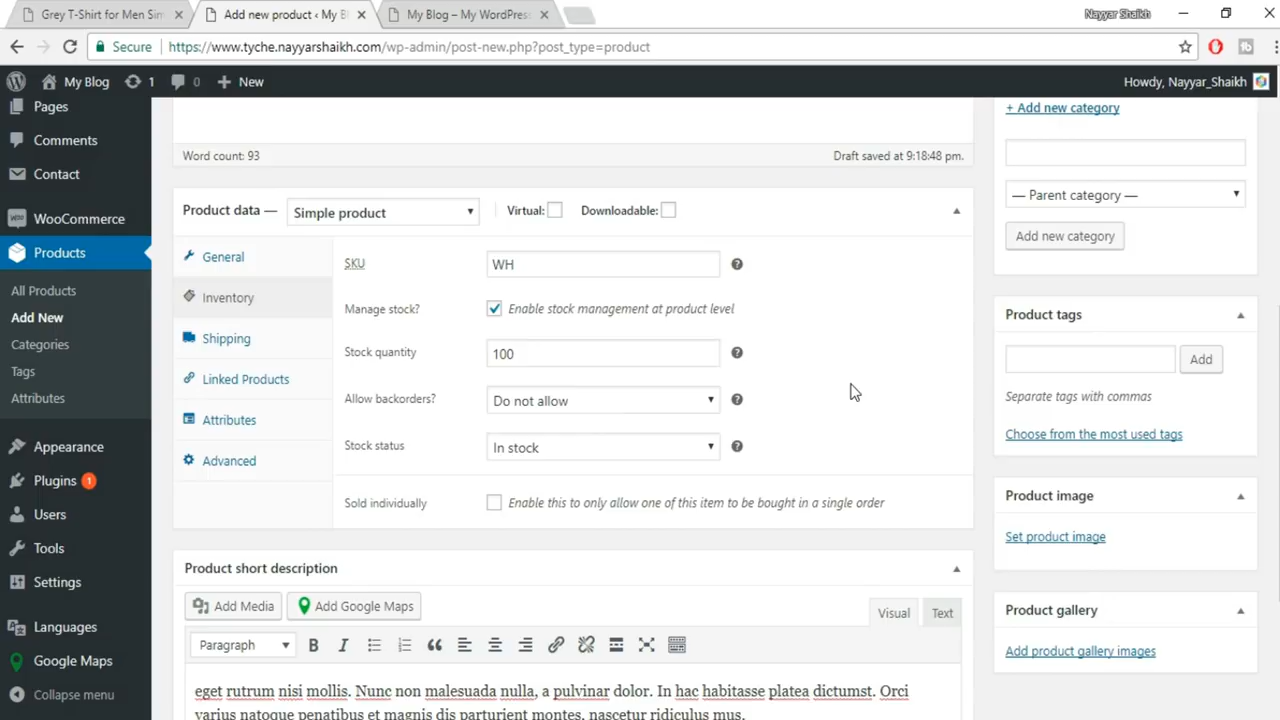 Grey T-Shirt for Men Sim
Add new product ‹ My B
My Blog – My WordPress
Nayyar Shaikh
Secure
https://www.tyche.nayyarshaikh.com/wp-admin/post-new.php?post_type=product
My Blog
1
0
New
Howdy, Nayyar_Shaikh
Pages
Comments
Contact
WooCommerce
Products
All Products
Add New
Categories
Tags
Attributes
Appearance
Plugins 1
Users
Tools
Settings
Languages
Google Maps
Collapse menu
Word count: 93
Draft saved at 9:18:48 pm.
Product data —
Simple product
Virtual:
Downloadable:
General
Inventory
Shipping
Linked Products
Attributes
Advanced
SKU
WH
Manage stock?
Enable stock management at product level
Stock quantity
100
Allow backorders?
Do not allow
Stock status
In stock
Sold individually
Enable this to only allow one of this item to be bought in a single order
Product short description
Add Media
Add Google Maps
Visual
Text
Paragraph
B I
eget rutrum nisi mollis. Nunc non malesuada nulla, a pulvinar dolor. In hac habitasse platea dictumst. Orci
varius natoque penatibus et magnis dis parturient montes, nascetur ridiculus mus.
+ Add new category
— Parent category —
Add new category
Product tags
Add
Separate tags with commas
Choose from the most used tags
Product image
Set product image
Product gallery
Add product gallery images